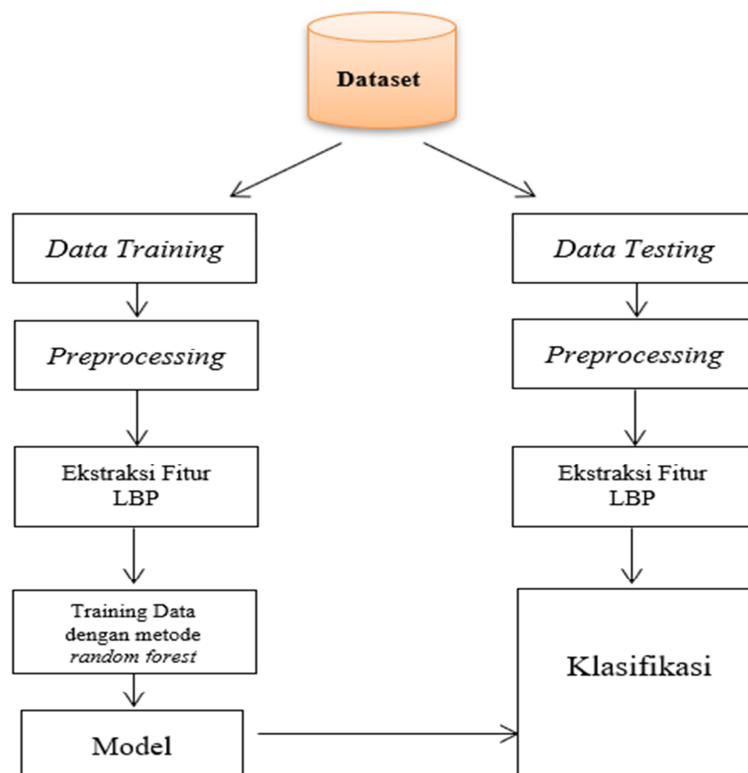 Dataset
Data Training
Preprocessing
Ekstraksi Fitur
LBP
Training Data
dengan metode
random forest
Model
Data Testing
Preprocessing
Ekstraksi Fitur
LBP
Klasifikasi